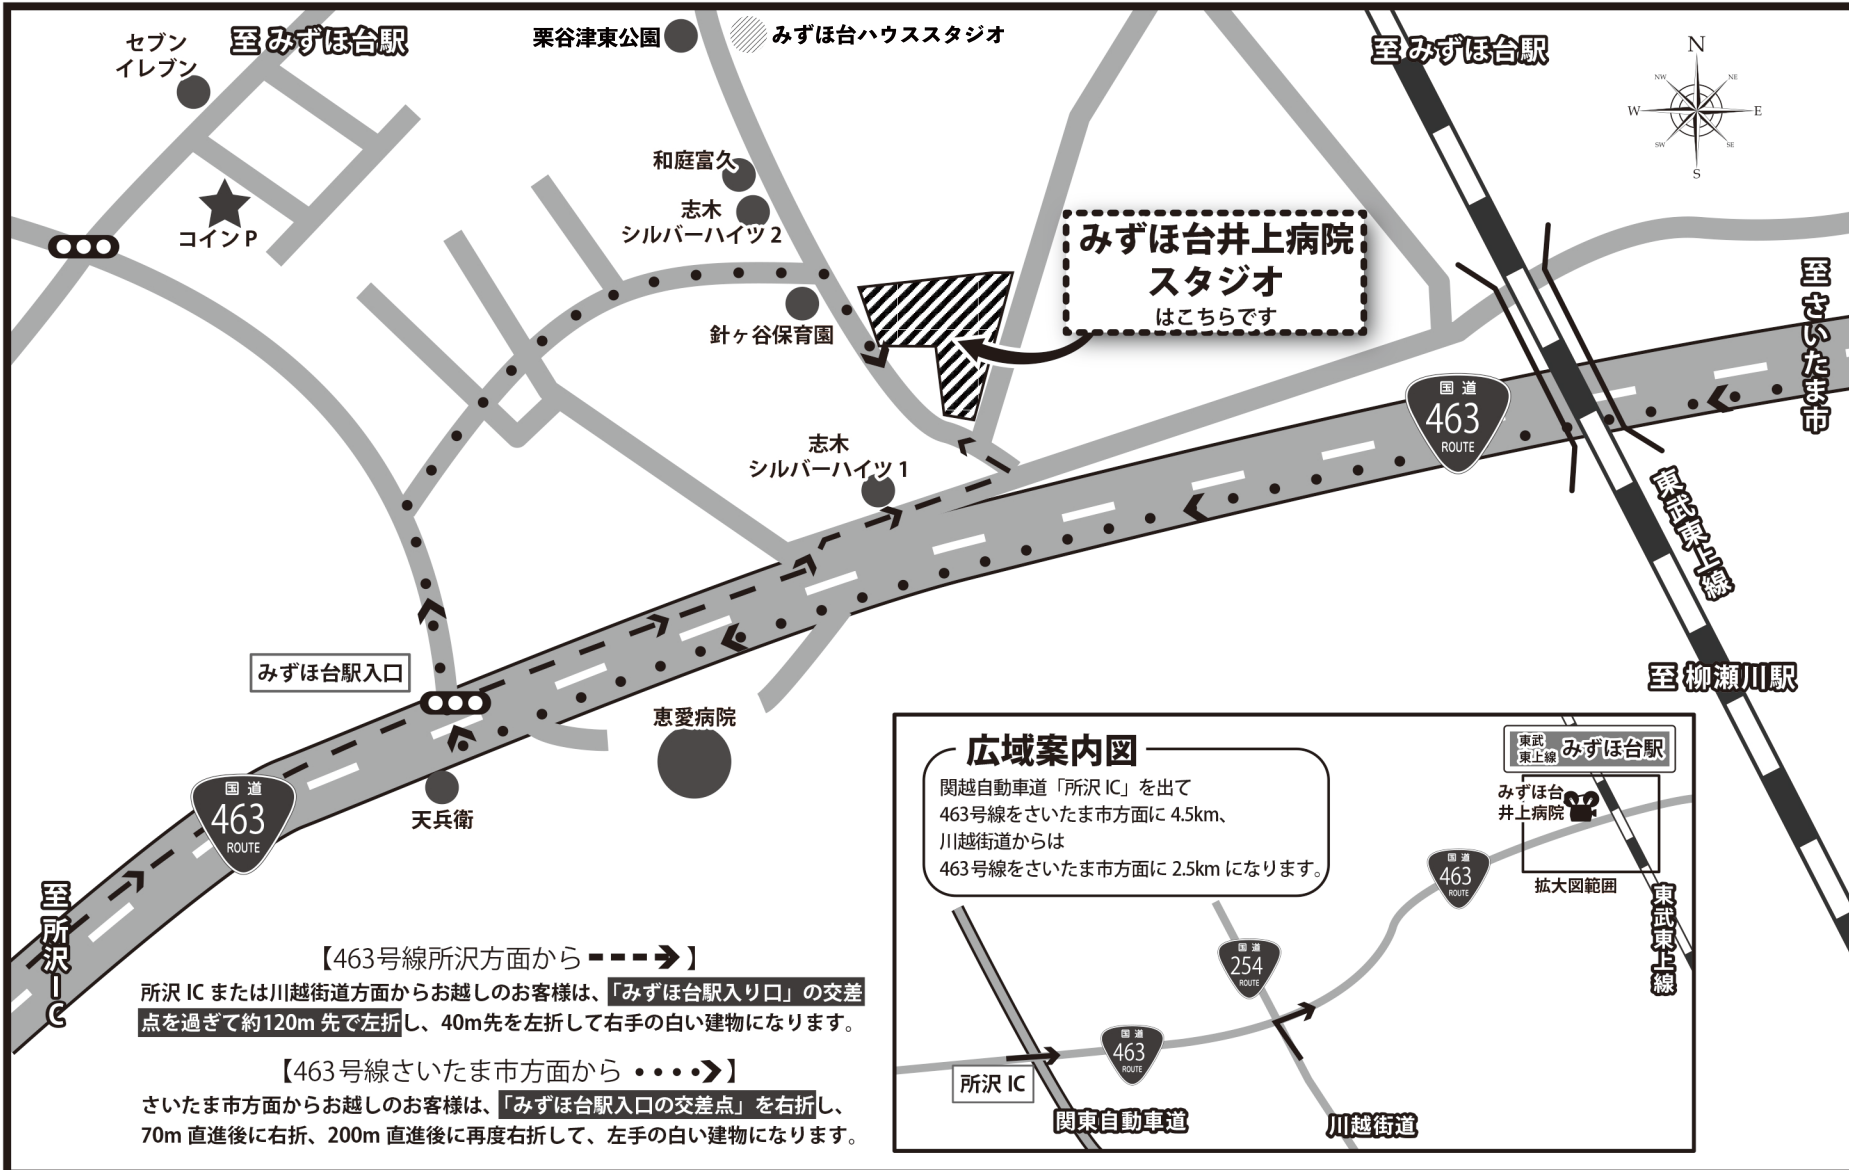 セブン
イレブン
至 みずほ台駅
栗谷津東公園
みずほ台ハウススタジオ
至 みずほ台駅
N
NW
NE
W
E
SW
SE
S
和庭富久
志木
シルバーハイツ2
コインP
みずほ台井上病院
スタジオ
はこちらです
針ヶ谷保育園
至 さいたま市
国道
463
ROUTE
志木
シルバーハイツ1
東武東上線
みずほ台駅入口
恵愛病院
至 柳瀬川駅
国道
463
ROUTE
天兵衛
至 所沢IC
【463号線所沢方面から】
所沢 IC または川越街道方面からお越しのお客様は、「みずほ台駅入り口」の交差
点を過ぎて約120m 先で左折し、40m先を左折して右手の白い建物になります。
【463号線さいたま市方面から】
さいたま市方面からお越しのお客様は、「みずほ台駅入口の交差点」を右折し、
70m 直進後に右折、200m 直進後に再度右折して、左手の白い建物になります。
広域案内図
関越自動車道「所沢 IC」を出て
463号線をさいたま市方面に 4.5km、
川越街道からは
463号線をさいたま市方面に 2.5km になります。
東武
東上線
みずほ台駅
みずほ台
井上病院
拡大図範囲
国道
463
ROUTE
東武東上線
国道
254
ROUTE
国道
463
ROUTE
所沢 IC
関東自動車道
川越街道